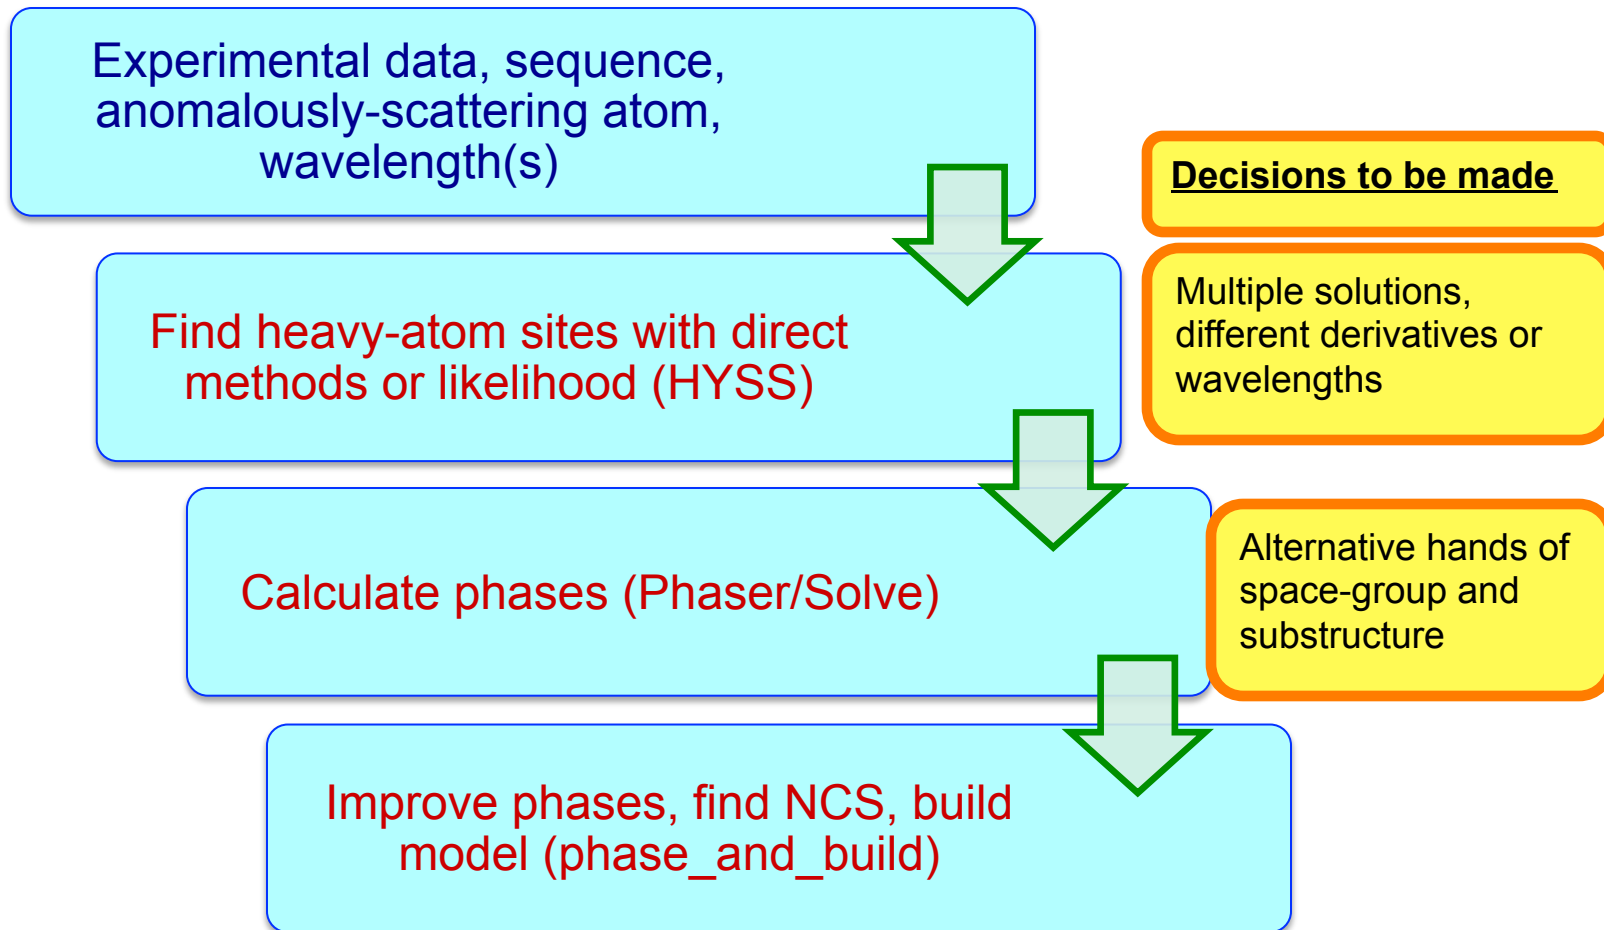 Experimental data, sequence,
anomalously-scattering atom,
wavelength(s)
Decisions to be made
Find heavy-atom sites with direct
methods or likelihood (HYSS)
Multiple solutions,
different derivatives or
wavelengths
Calculate phases (Phaser/Solve)
Alternative hands of
space-group and
substructure
Improve phases, find NCS, build
model (phase_and_build)